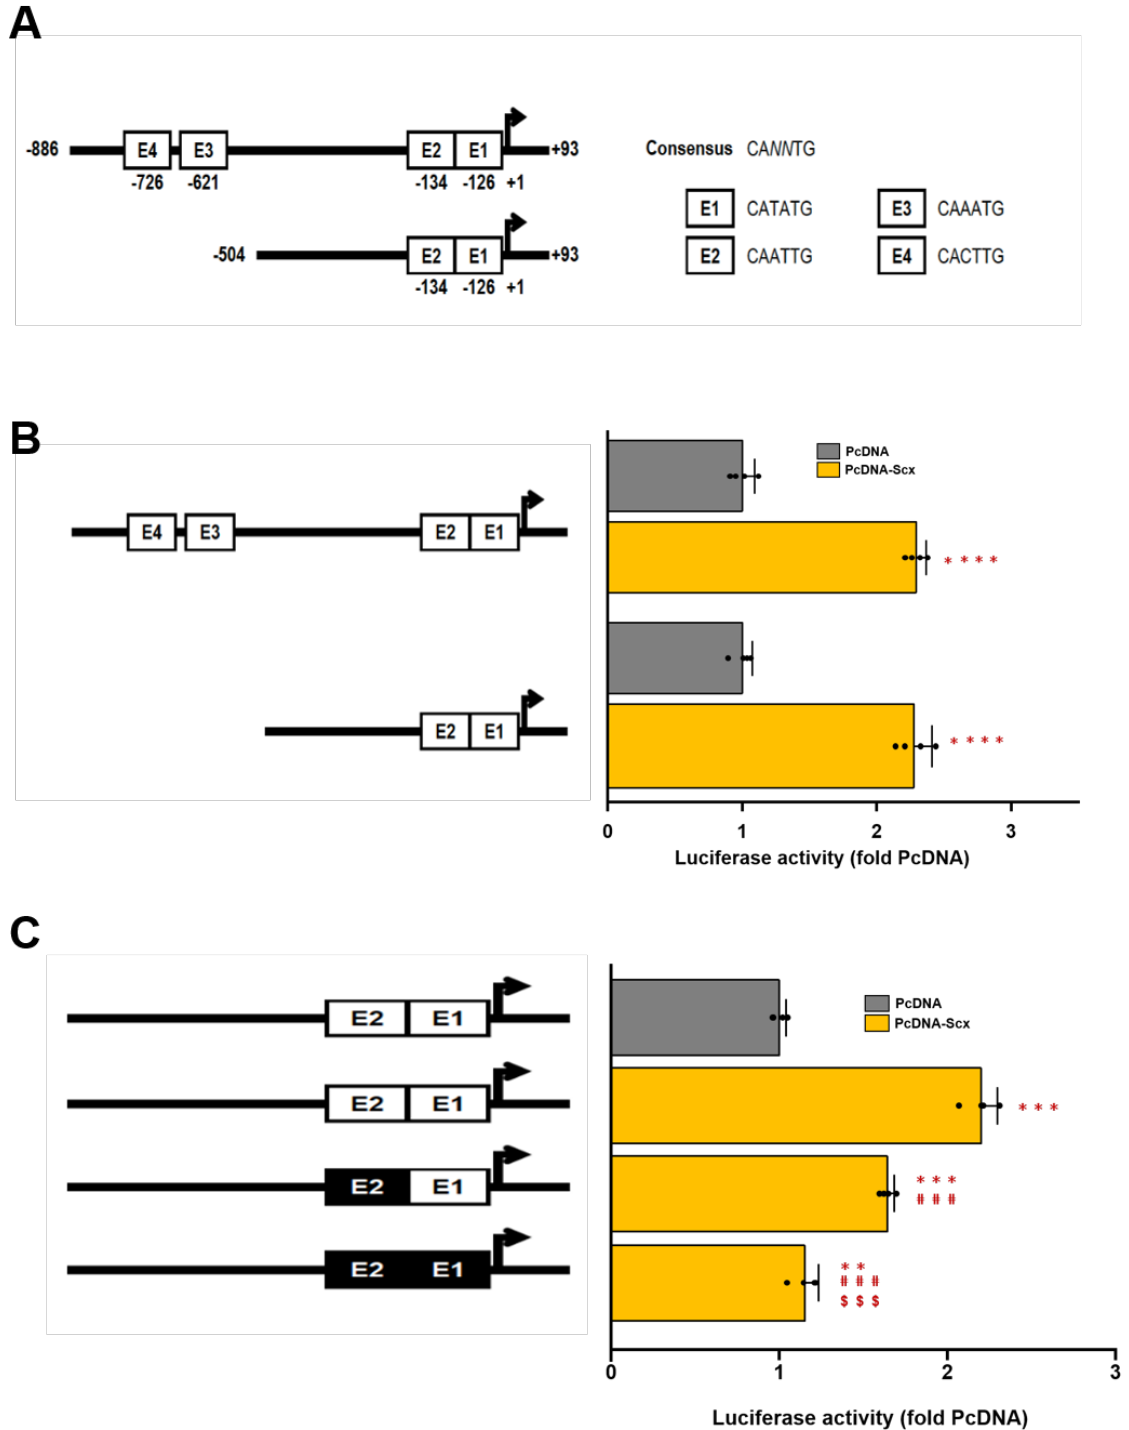 A
-886 E4 E3 E2 E1 +93
-726 -621 -134 -126 +1
-504 E2 E1 +93
-134 -126 +1
Consensus CANNTG
E1 CATATG E3 CAAATG
E2 CAATTG E4 CACTTG
B
E4 E3 E2 E1
E2 E1
PcDNA
PcDNA-Scx
* * * *
* * * *
0 1 2 3
Luciferase activity (fold PcDNA)
C
E2 E1
E2 E1
E2 E1
E2 E1
PcDNA
PcDNA-Scx
* * *
* * *
# # #
* *
# # #
$ $ $
0 1 2 3
Luciferase activity (fold PcDNA)